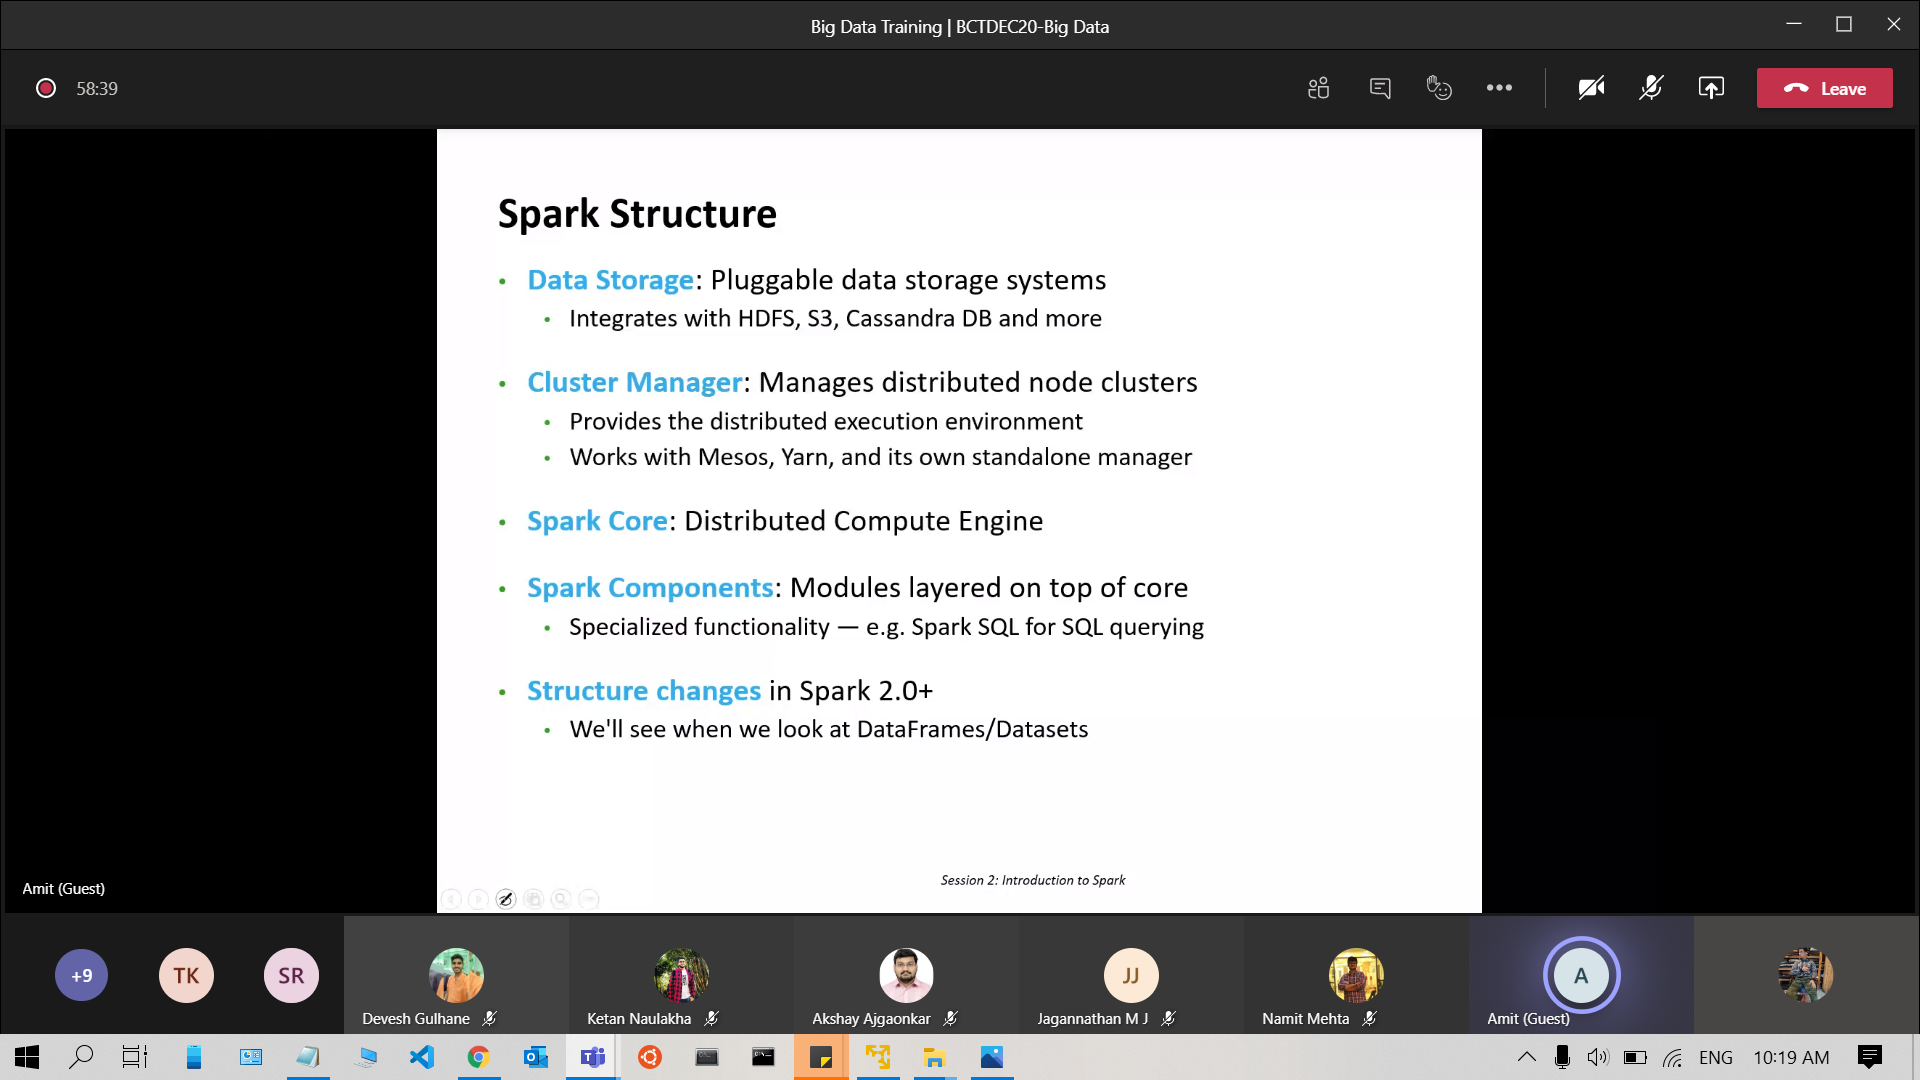 Big Data Training | BCTDEC20-Big Data
58:39
Leave
Spark Structure
• Data Storage: Pluggable data storage systems
• Integrates with HDFS, S3, Cassandra DB and more
• Cluster Manager: Manages distributed node clusters
• Provides the distributed execution environment
• Works with Mesos, Yarn, and its own standalone manager
• Spark Core: Distributed Compute Engine
• Spark Components: Modules layered on top of core
• Specialized functionality — e.g. Spark SQL for SQL querying
• Structure changes in Spark 2.0+
• We'll see when we look at DataFrames/Datasets
Session 2: Introduction to Spark
Amit (Guest)
+9
TK
SR
JJ
A
Devesh Gulhane
Ketan Naulakha
Akshay Ajgaonkar
Jagannathan M J
Namit Mehta
Amit (Guest)
ENG
10:19 AM